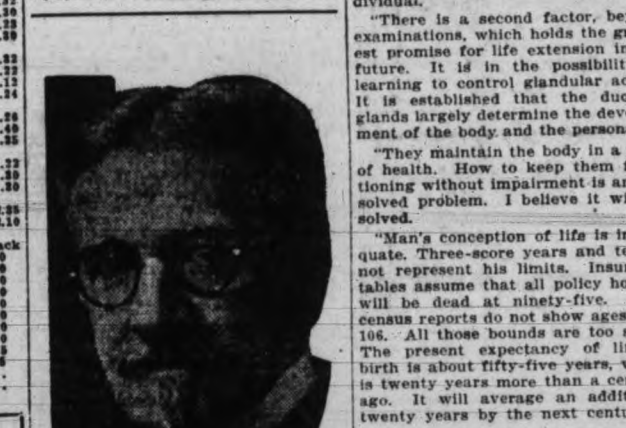 dividual.
"There is a second factor, be
examinations, which holds the g
est promise for life extension in
future. It is in the possibilit
learning to control glandular ac
It is established that the duc
glands largely determine the deve
ment of the body and the person
"They maintain the body in a
of health. How to keep them
tioning without impairment is an
solved problem. I believe it wi
solved.
"Man's conception of life is in
quate. Three-score years and te
not represent his limits. Insu
tables assume that all policy ho
will be dead at ninety-five.
census reports do not show ages
106. All those bounds are too
The present expectancy of li
birth is about fifty-five years,
is twenty years more than a ce
ago. It will average an addit
twenty years by the next centu